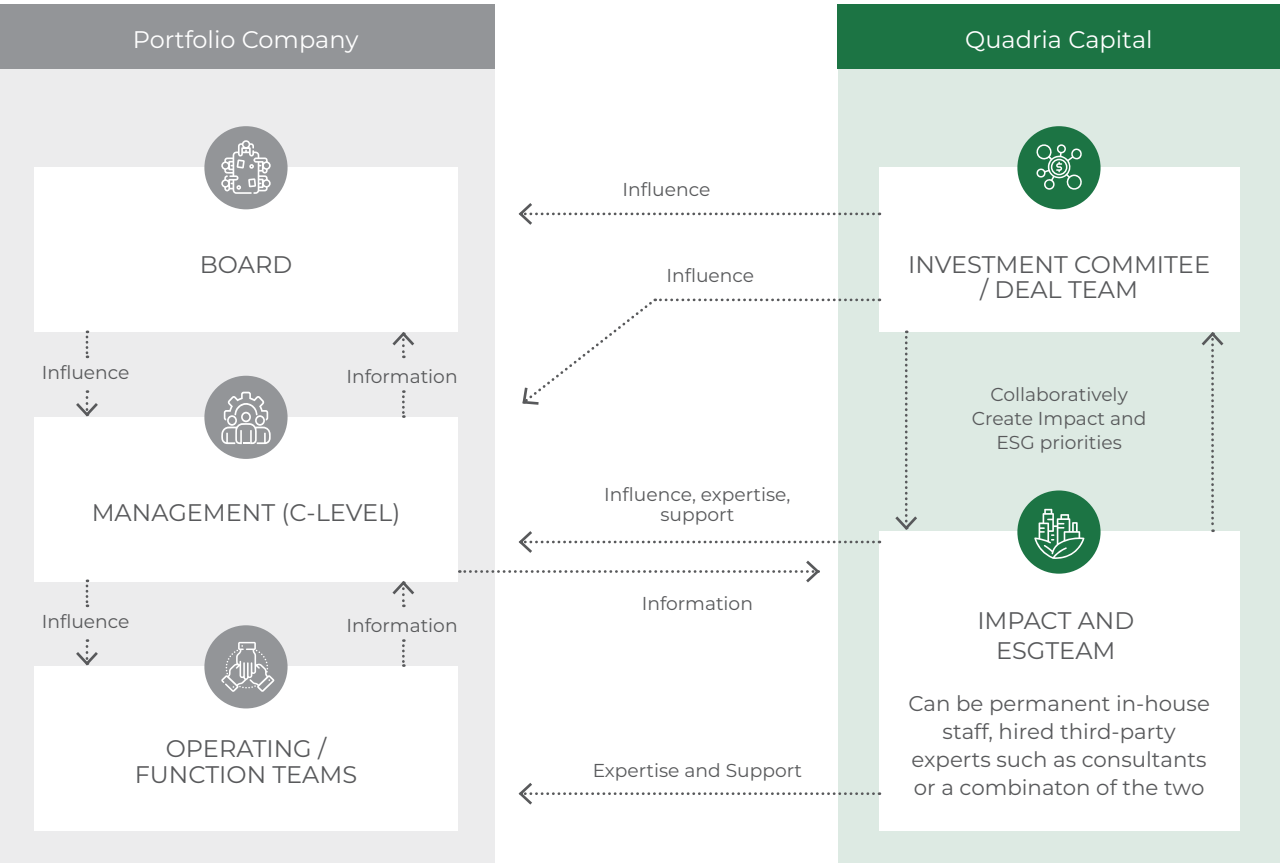 Portfolio Company
Quadria Capital
BOARD
Influence
Information
MANAGEMENT (C-LEVEL)
Influence
Information
OPERATING /
FUNCTION TEAMS
Influence
Influence
Influence, expertise,
support
Information
Expertise and Support
INVESTMENT COMMITEE
/ DEAL TEAM
Collaboratively
Create Impact and
ESG priorities
IMPACT AND
ESGTEAM
Can be permanent in-house
staff, hired third-party
experts such as consultants
or a combinaton of the two